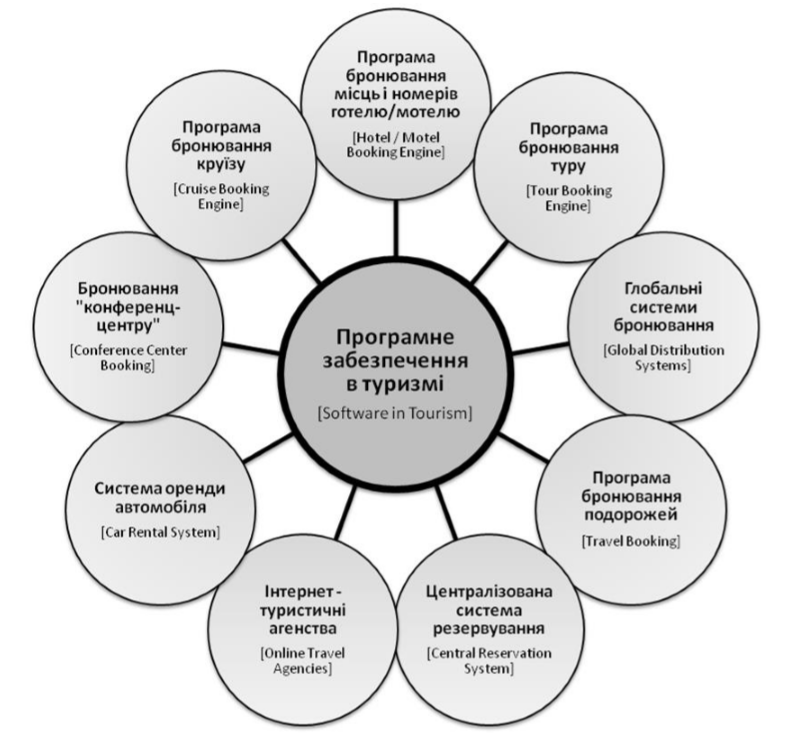 Програма
бронювання
місць і номерів
готелю/мотелю
[Hotel / Motel
Booking Engine]
Програма
бронювання
туру
[Tour Booking
Engine]
Глобальні
системи
бронювання
[Global Distribution
Systems]
Програма
бронювання
подорожей
[Travel Booking]
Централізована
система
резервування
[Central Reservation
System]
Інтернет-
туристичні
агенства
[Online Travel
Agencies]
Система оренди
автомобіля
[Car Rental System]
Бронювання
"конференц-
центру"
[Conference Center
Booking]
Програма
бронювання
круїзу
[Cruise Booking
Engine]
Програмне
забезпечення
в туризмі
[Software in Tourism]